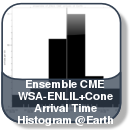 Ensemble CME
WSA-ENLIL+Cone
Arrival Time
Histogram @Earth